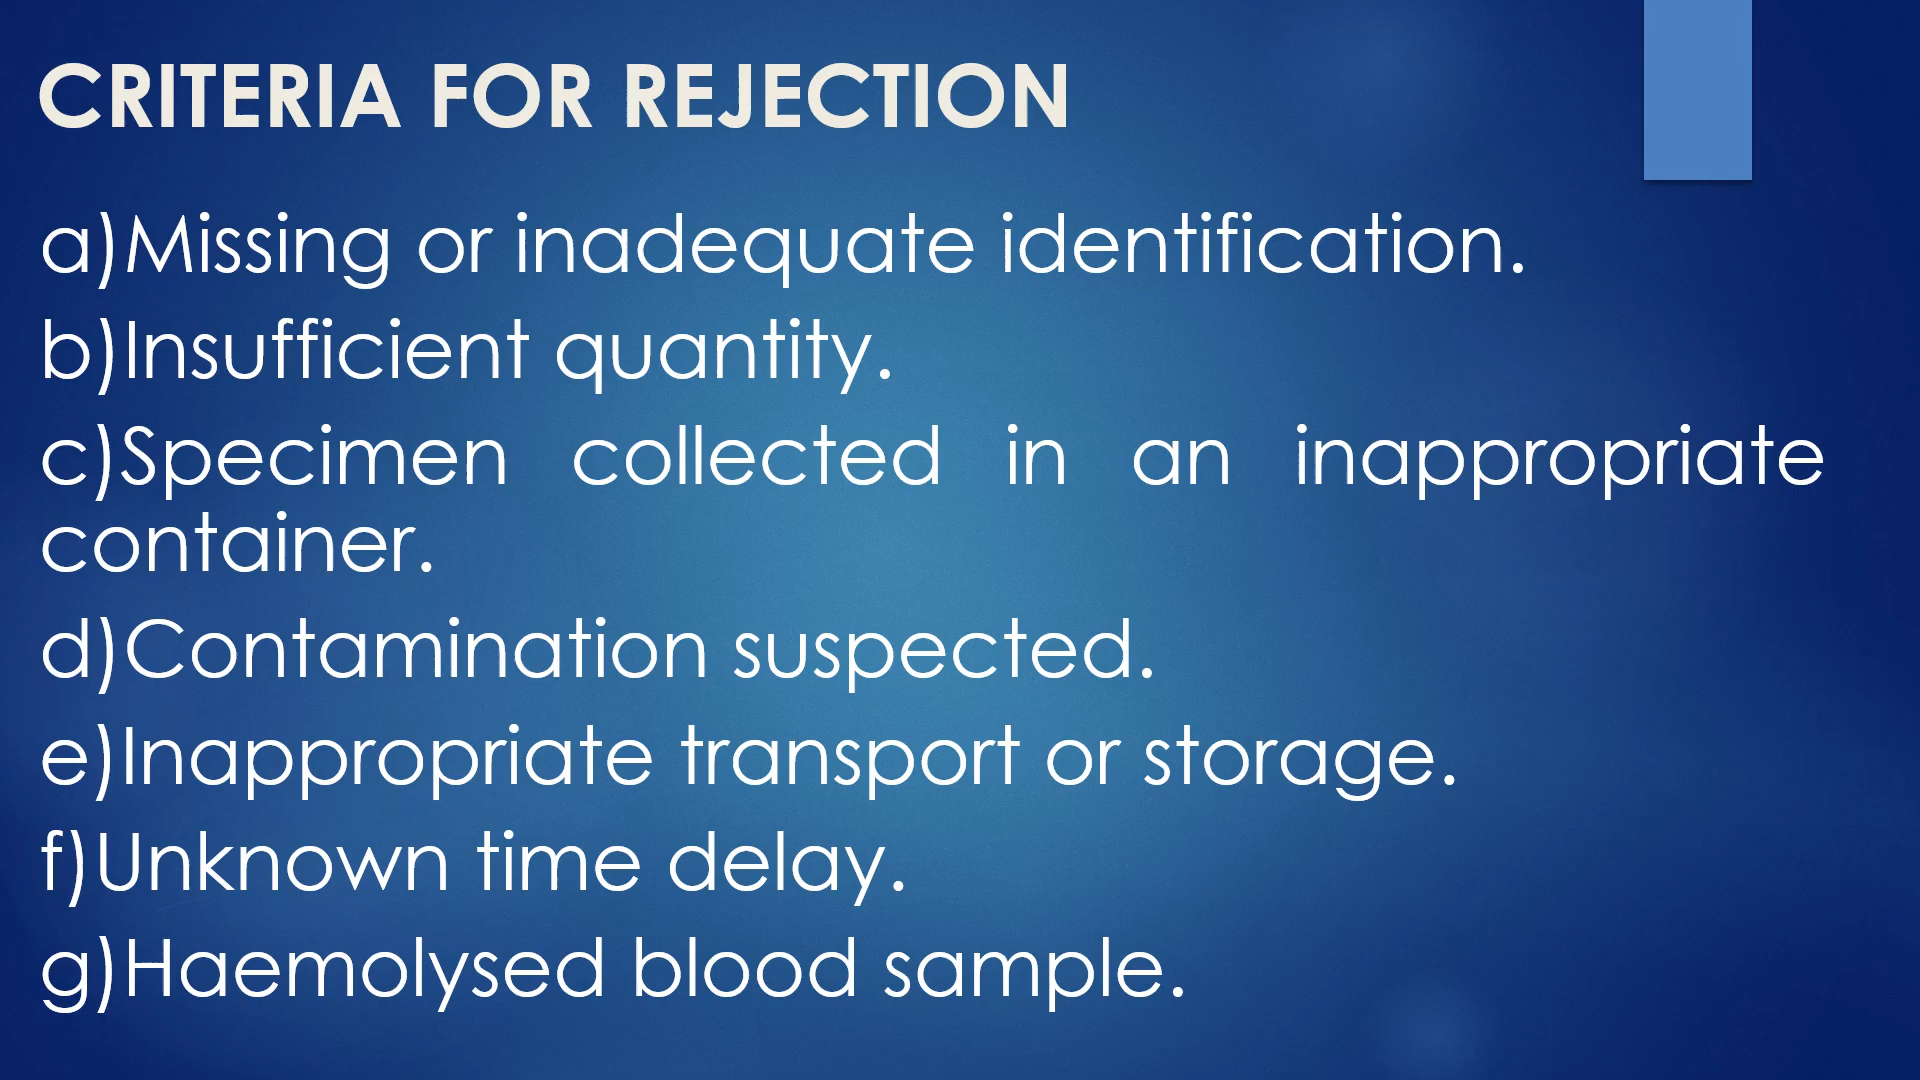 CRITERIA FOR REJECTION
a)Missing or inadequate identification.
b)Insufficient quantity.
c)Specimen collected in an inappropriate
container.
d)Contamination suspected.
e)Inappropriate transport or storage.
f)Unknown time delay.
g)Haemolysed blood sample.